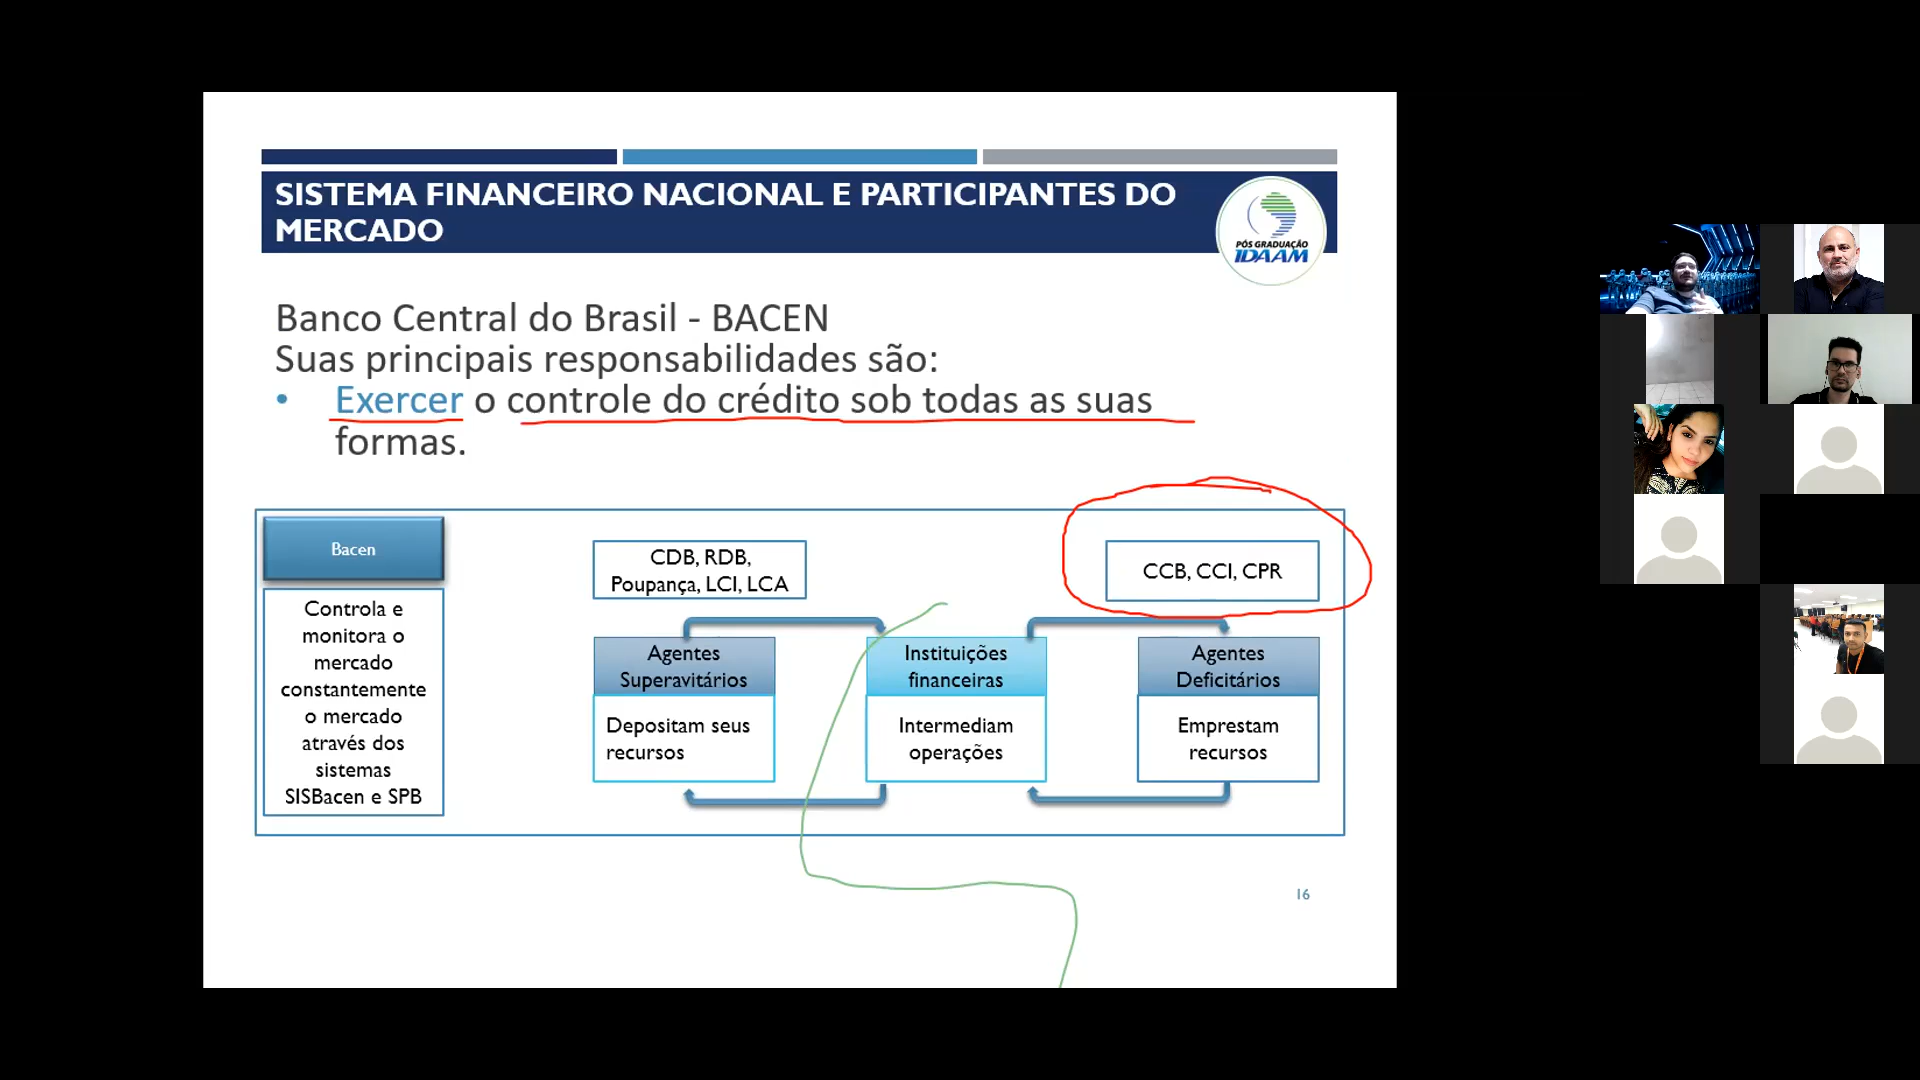 SISTEMA FINANCEIRO NACIONAL E PARTICIPANTES DO
MERCADO
PÓS GRADUAÇÃO
IDAAM
Banco Central do Brasil - BACEN
Suas principais responsabilidades são:
• Exercer o controle do crédito sob todas as suas
formas.
Bacen
Controla e
monitora o
mercado
constantemente
o mercado
através dos
sistemas
SISBacen e SPB
CDB, RDB,
Poupança, LCI, LCA
CCB, CCI, CPR
Agentes
Superavitários
Depositam seus
recursos
Instituições
financeiras
Intermediam
operações
Agentes
Deficitários
Emprestam
recursos
16